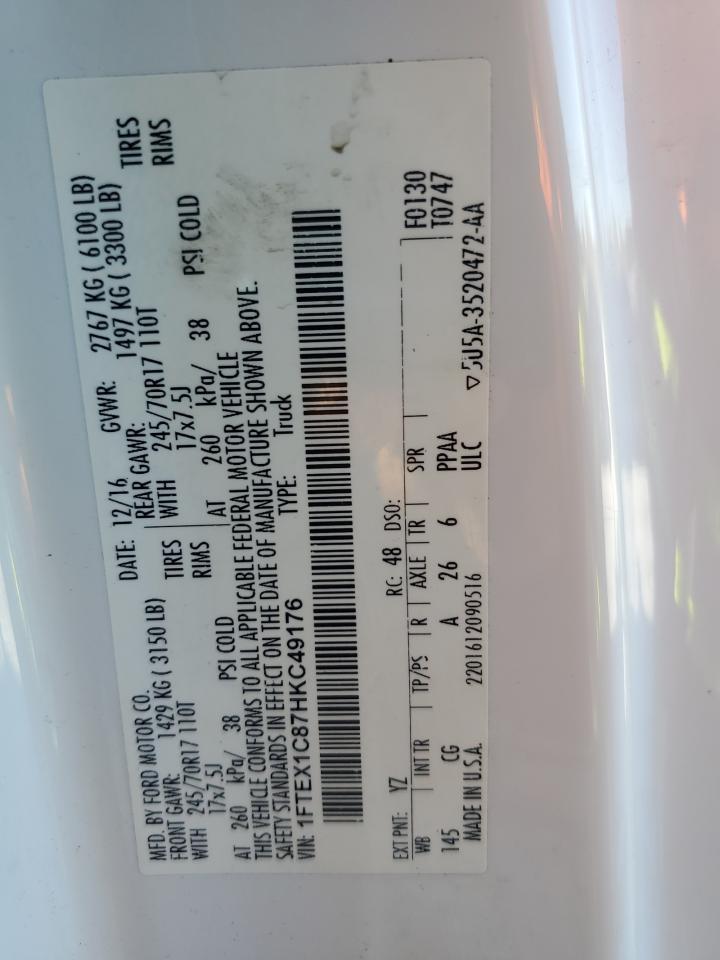 MFD. BY FORD MOTOR CO. DATE: 12/16 GVWR: 2767 KG ( 6100 LB)
FRONT GAWR: 1429 KG ( 3150 LB) REAR GAWR: 1497 KG ( 3300 LB)
WITH 245/70R17 110T TIRES WITH 245/70R17 110T TIRES
17x7.5J RIMS 17x7.5J RIMS
AT 260 kPa/ 38 PSI COLD AT 260 kPa/ 38 PSI COLD
THIS VEHICLE CONFORMS TO ALL APPLICABLE FEDERAL MOTOR VEHICLE
SAFETY STANDARDS IN EFFECT ON THE DATE OF MANUFACTURE SHOWN ABOVE.
VIN: 1FTEX1C87HKC49176 TYPE: Truck
EXT PNT: YZ RC: 48 DSO: F0130
WB INT TR TP/PS R AXLE TR SPR T0747
145 CG A 26 6 PPAA
MADE IN U.S.A. 2201612090516 ULC ▽5U5A-3520472-AA